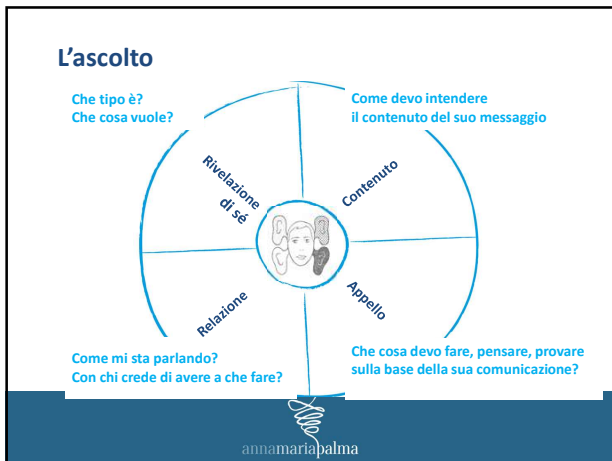 L'ascolto
Che tipo è?
Che cosa vuole?
Come devo intendere
il contenuto del suo messaggio
Rivelazione
di sé
Contenuto
Relazione
Appello
Come mi sta parlando?
Con chi crede di avere a che fare?
Che cosa devo fare, pensare, provare
sulla base della sua comunicazione?
annamariapalma